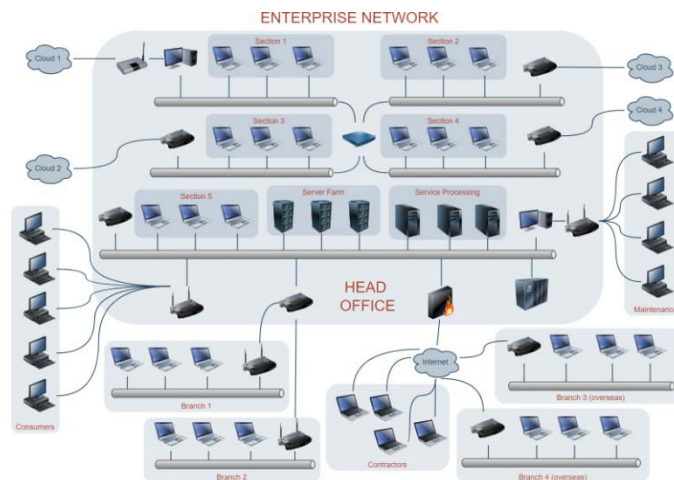 ENTERPRISE NETWORK
Cloud 1
Section 1
Section 2
Cloud 3
Section 3
Section 4
Cloud 4
Cloud 2
Section 5
Server Farm
Service Processing
HEAD
OFFICE
Maintenance
Internet
Branch 1
Branch 3 (overseas)
Consumers
Contractors
Branch 2
Branch 4 (overseas)